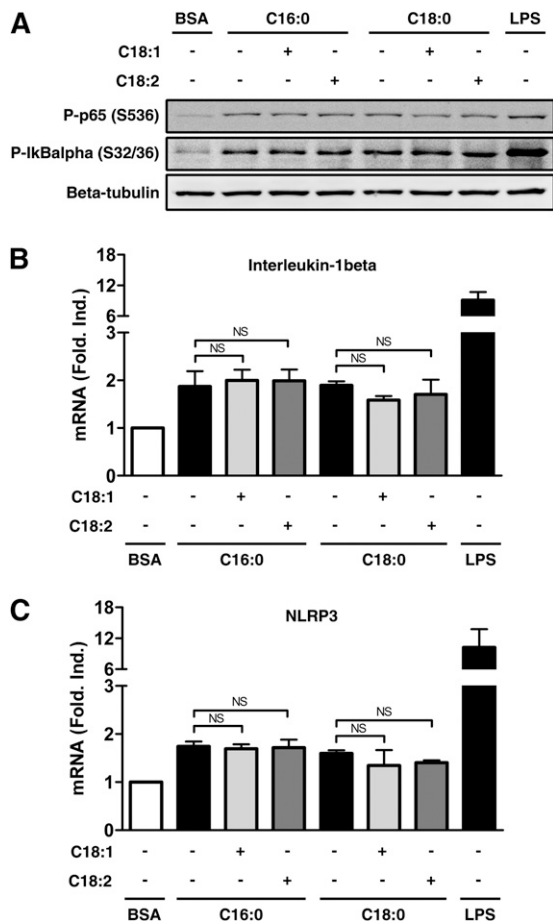 A
BSA C16:0 C18:0 LPS
C18:1 - - + - - + - -
C18:2 - - - + - - + -
P-p65 (S536)
P-IkBalpha (S32/36)
Beta-tubulin
B
Interleukin-1beta
mRNA (Fold. Ind.)
18
12
6
3
2
1
0
NS
NS
NS
NS
C18:1 - - + - - + - -
C18:2 - - - + - - + -
BSA C16:0 C18:0 LPS
C
NLRP3
mRNA (Fold. Ind.)
18
12
6
3
2
1
0
NS
NS
NS
NS
C18:1 - - + - - + - -
C18:2 - - - + - - + -
BSA C16:0 C18:0 LPS